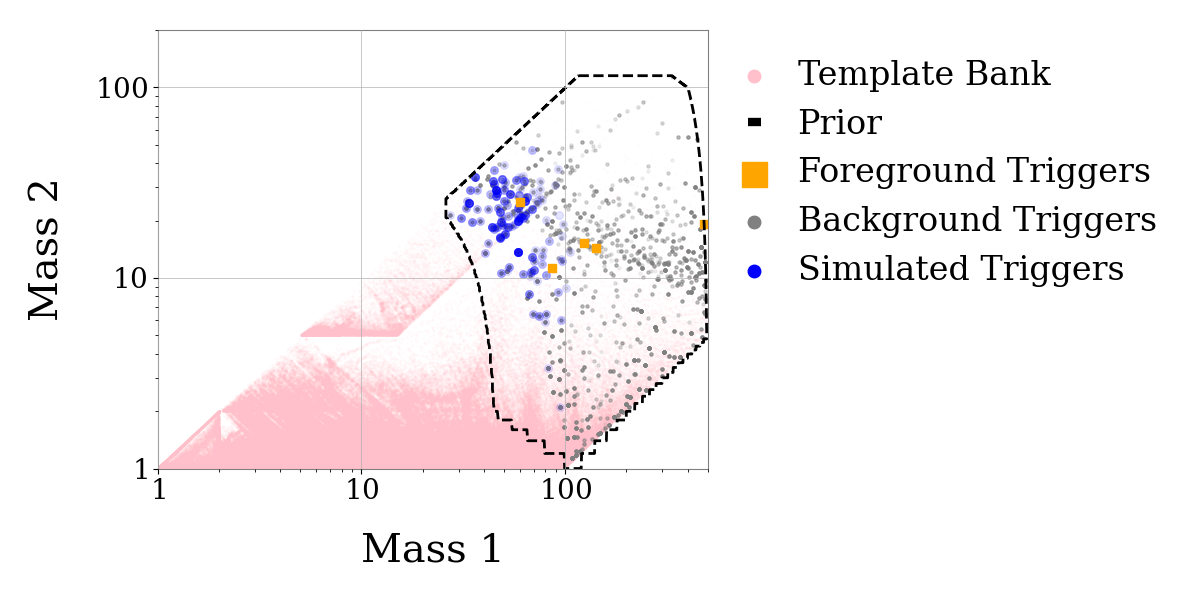 100
10
1
1
10
100
Mass 1
Mass 2
Template Bank
Prior
Foreground Triggers
Background Triggers
Simulated Triggers